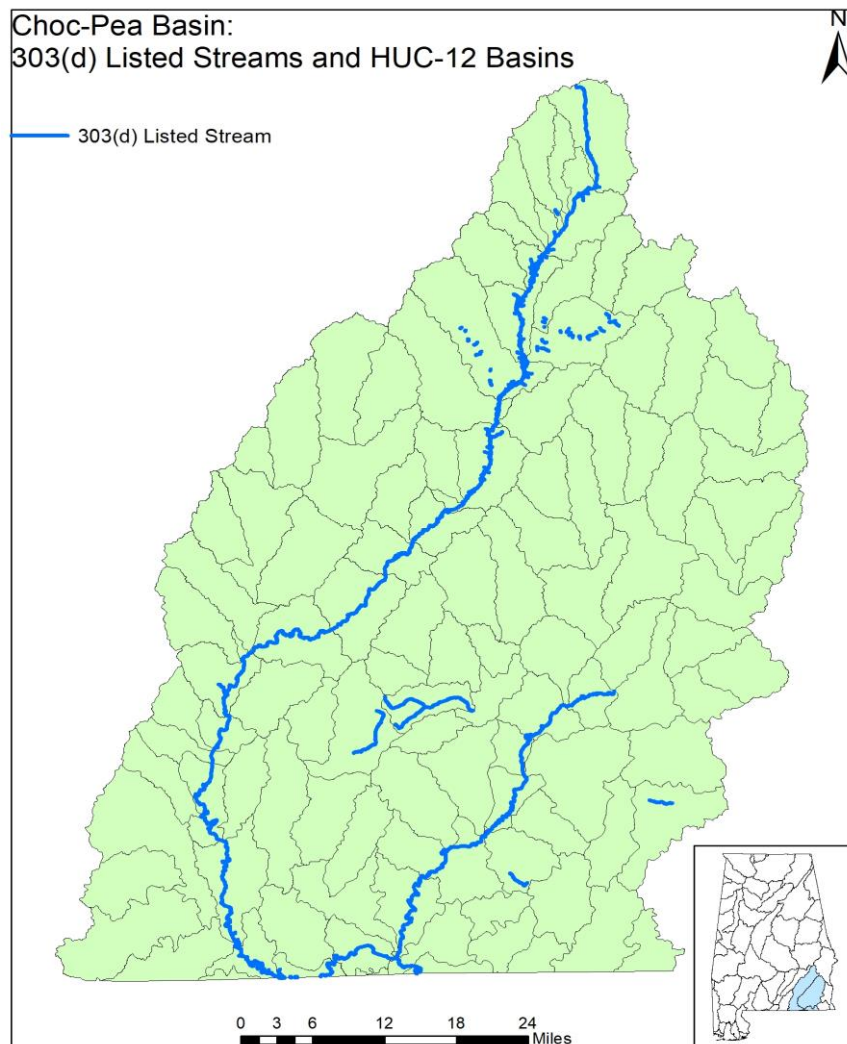 Choc-Pea Basin:
303(d) Listed Streams and HUC-12 Basins
N
303(d) Listed Stream
0 3 6 12 18 24
Miles